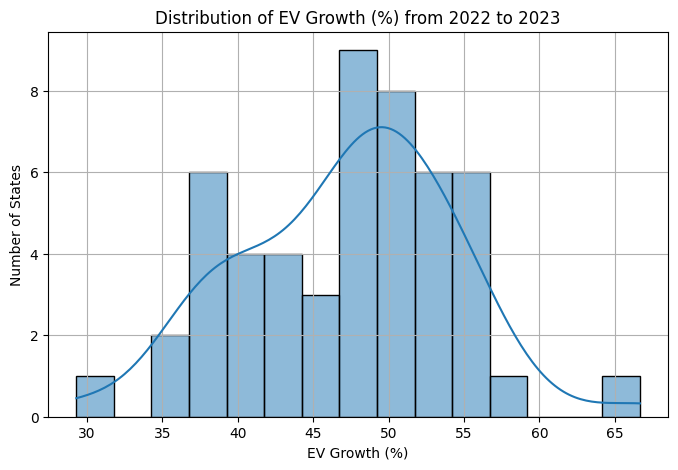 Distribution of EV Growth (%) from 2022 to 2023
Number of States
8
6
4
2
0
30 35 40 45 50 55 60 65
EV Growth (%)